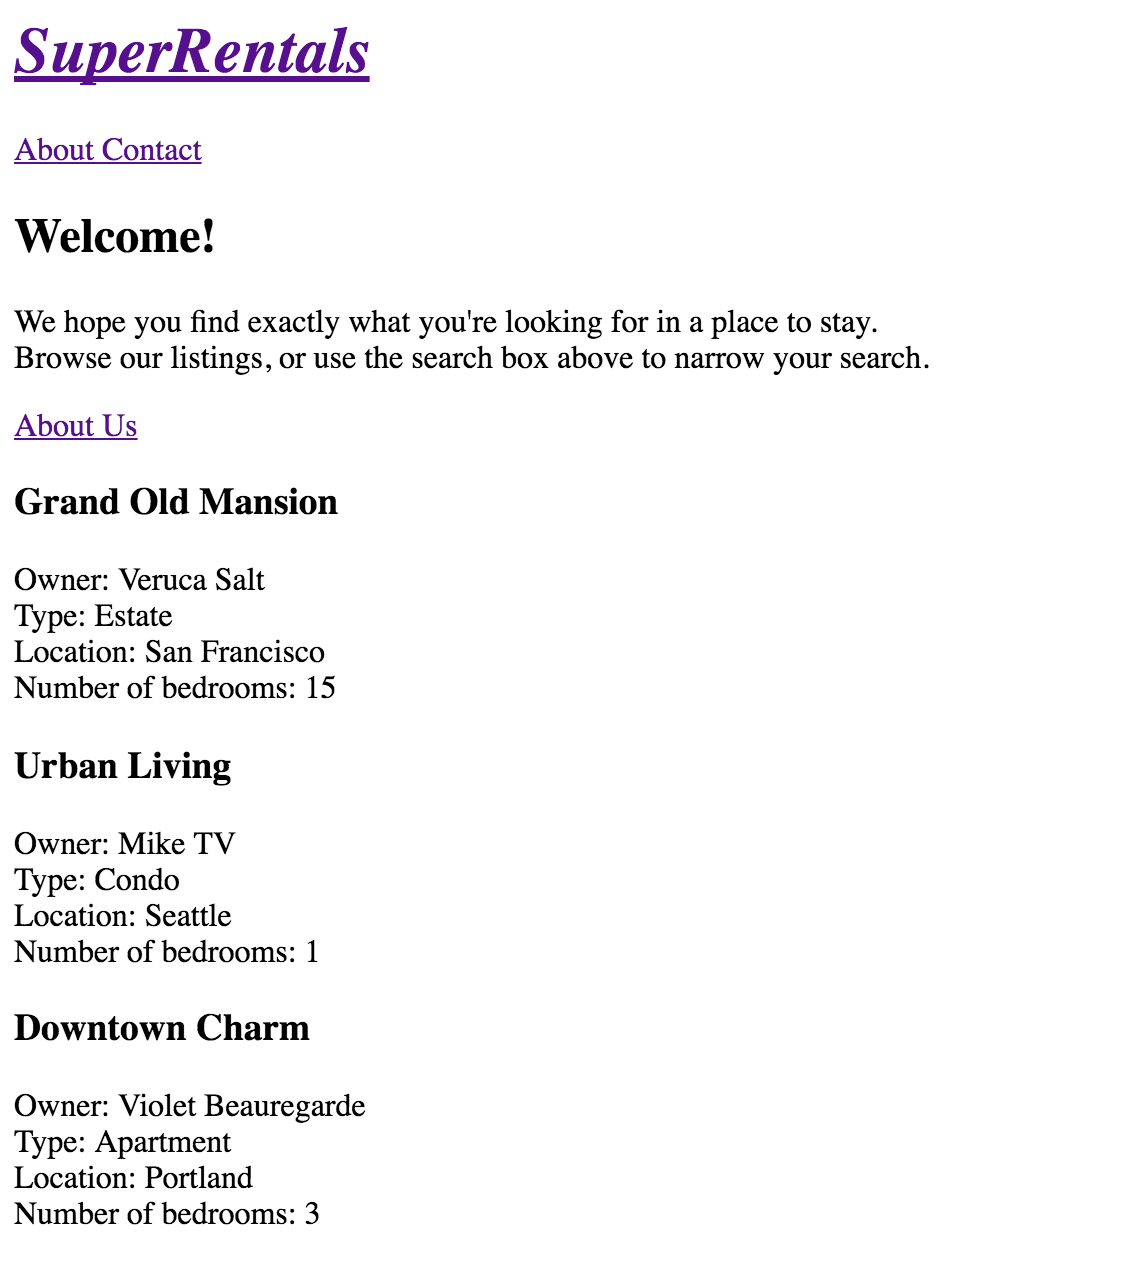 SuperRentals
About Contact
Welcome!
We hope you find exactly what you're looking for in a place to stay.
Browse our listings, or use the search box above to narrow your search.
About Us
Grand Old Mansion
Owner: Veruca Salt
Type: Estate
Location: San Francisco
Number of bedrooms: 15
Urban Living
Owner: Mike TV
Type: Condo
Location: Seattle
Number of bedrooms: 1
Downtown Charm
Owner: Violet Beauregarde
Type: Apartment
Location: Portland
Number of bedrooms: 3